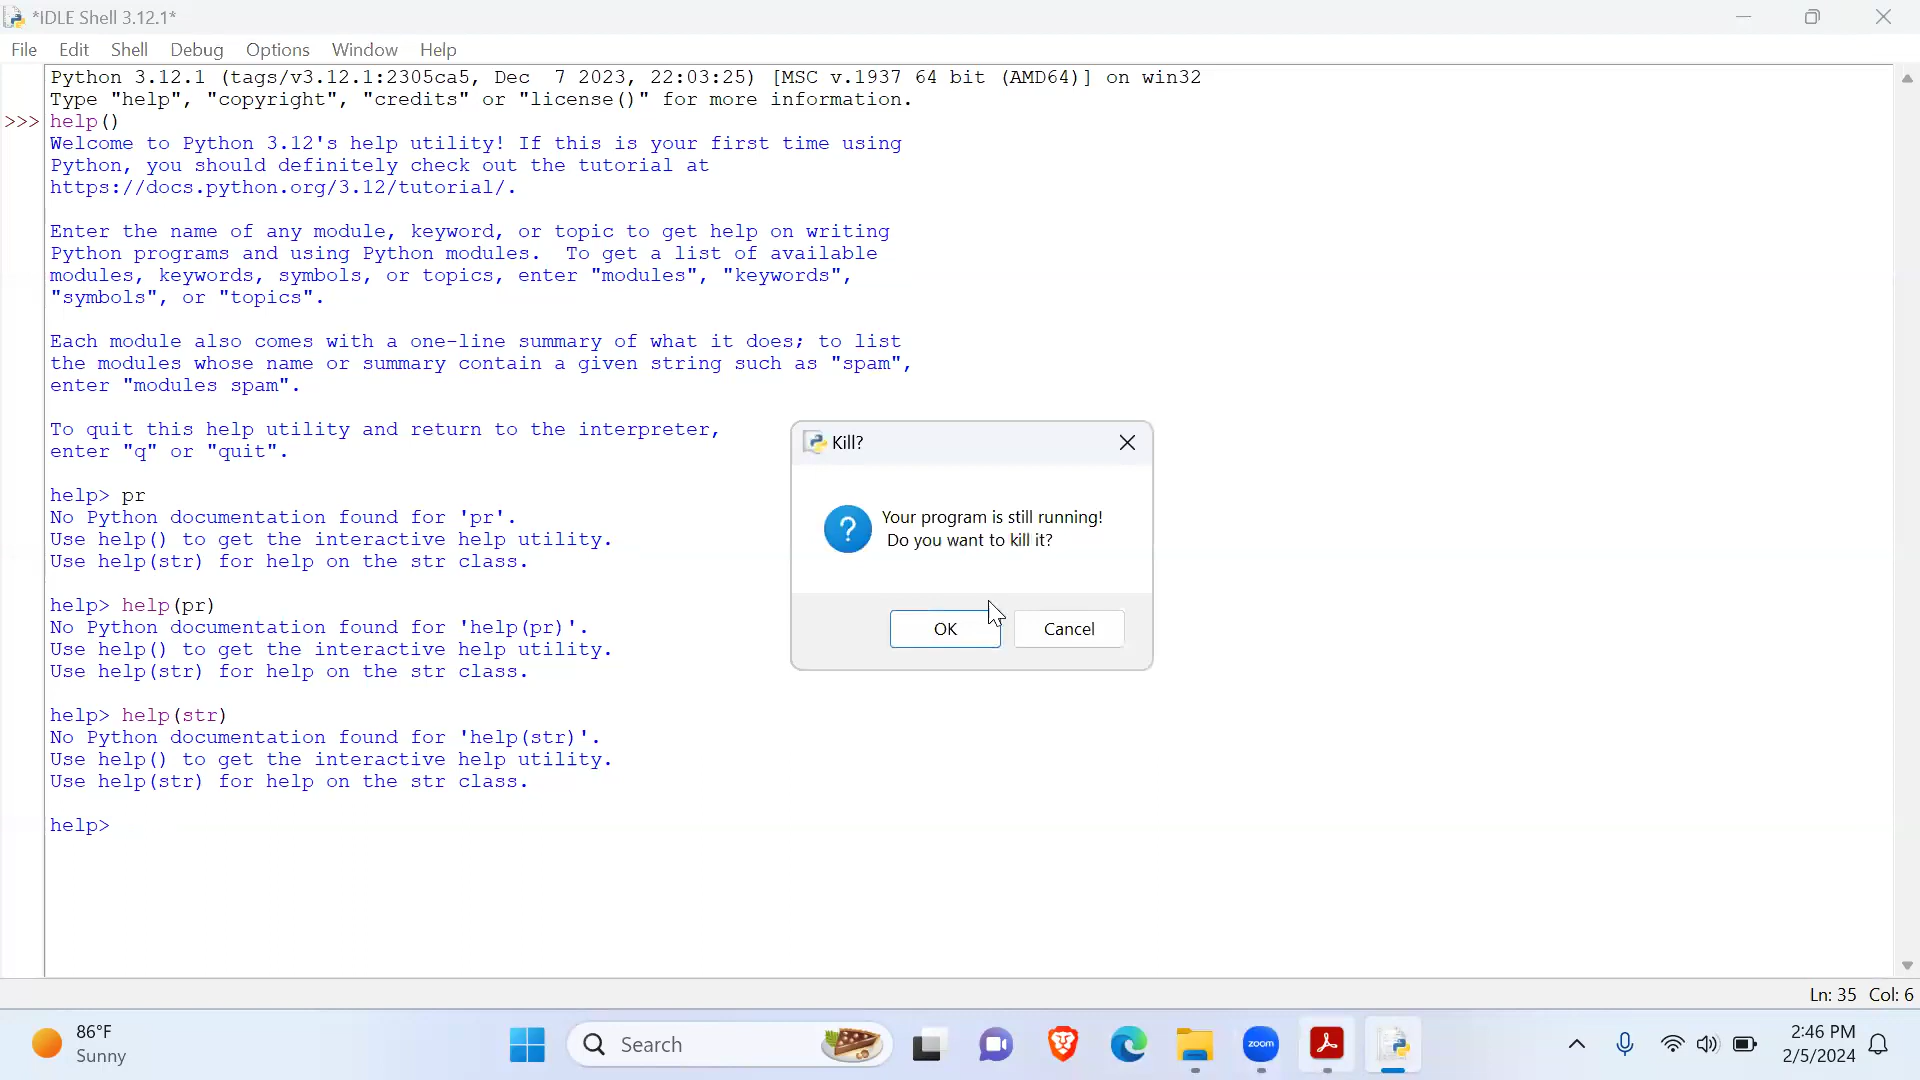 *IDLE Shell 3.12.1*
File Edit Shell Debug Options Window Help
Python 3.12.1 (tags/v3.12.1:2305ca5, Dec  7 2023, 22:03:25) [MSC v.1937 64 bit (AMD64)] on win32
Type "help", "copyright", "credits" or "license()" for more information.
>>> help()
Welcome to Python 3.12's help utility! If this is your first time using
Python, you should definitely check out the tutorial at
https://docs.python.org/3.12/tutorial/.
Enter the name of any module, keyword, or topic to get help on writing
Python programs and using Python modules.  To get a list of available
modules, keywords, symbols, or topics, enter "modules", "keywords",
"symbols", or "topics".
Each module also comes with a one-line summary of what it does; to list
the modules whose name or summary contain a given string such as "spam",
enter "modules spam".
To quit this help utility and return to the interpreter,
enter "q" or "quit".
help> pr
No Python documentation found for 'pr'.
Use help() to get the interactive help utility.
Use help(str) for help on the str class.
help> help(pr)
No Python documentation found for 'help(pr)'.
Use help() to get the interactive help utility.
Use help(str) for help on the str class.
help> help(str)
No Python documentation found for 'help(str)'.
Use help() to get the interactive help utility.
Use help(str) for help on the str class.
help>
Kill?
Your program is still running!
Do you want to kill it?
OK Cancel
Ln: 35 Col: 6
86°F
Sunny
Search
zoom
2:46 PM
2/5/2024